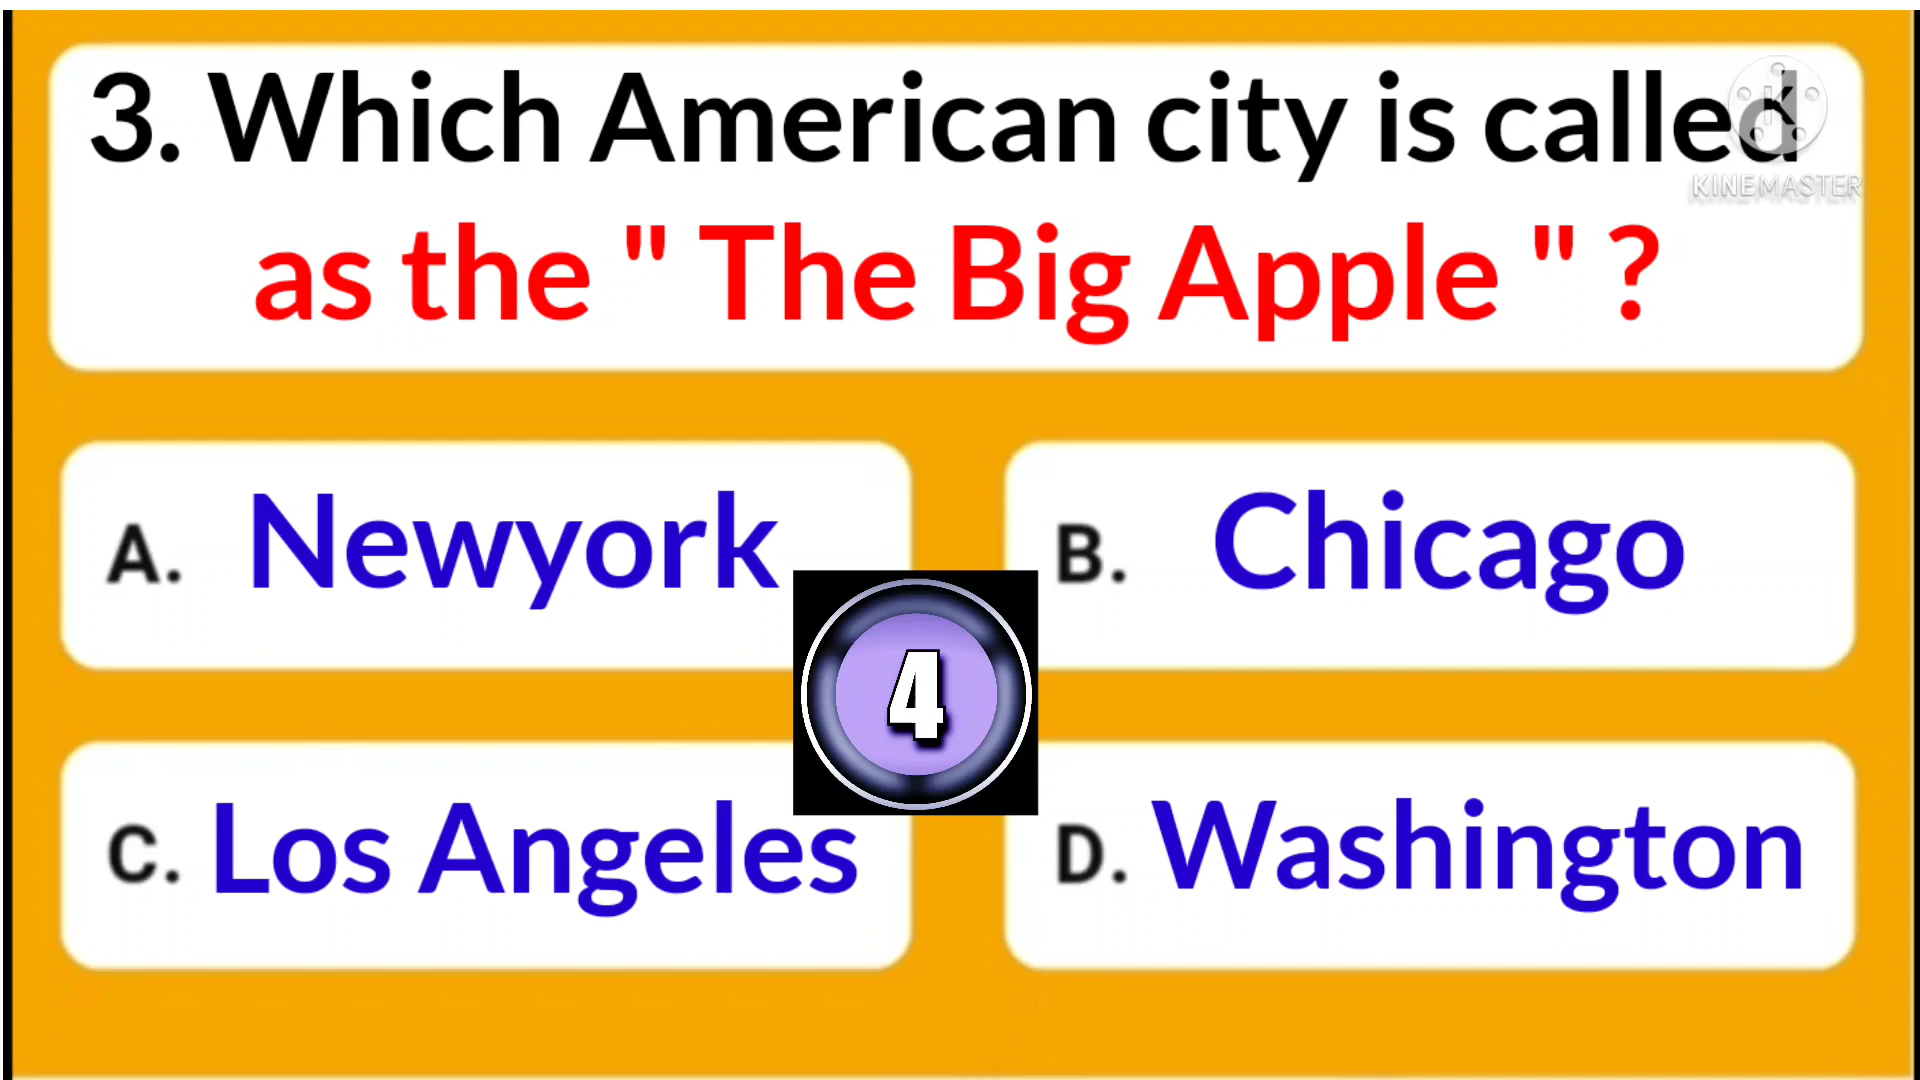 3. Which American city is called
as the " The Big Apple " ?
K
KINEMASTER
A. Newyork
B. Chicago
4
C. Los Angeles
D. Washington